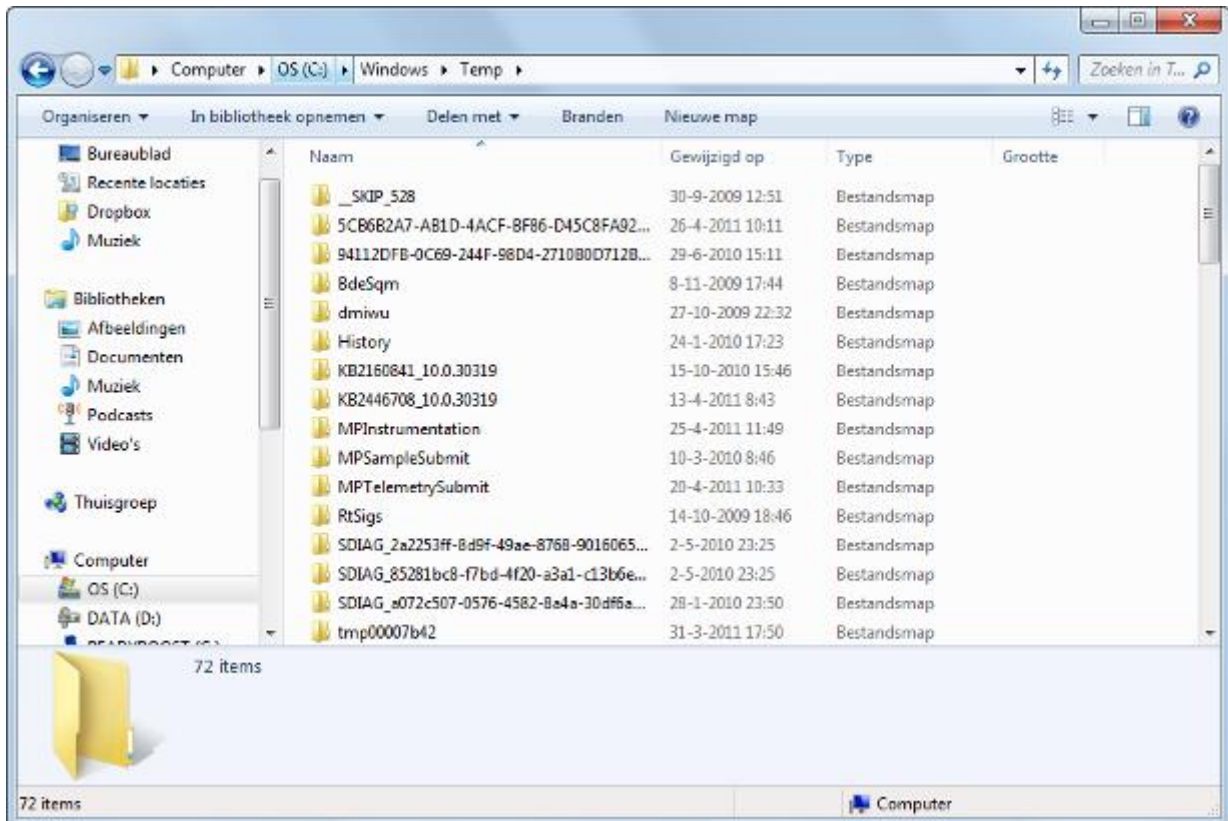 Computer ▸ OS (C:) ▸ Windows ▸ Temp ▸ Zoeken in T...
Organiseren In bibliotheek opnemen Delen met Branden Nieuwe map
Bureaublad
Recente locaties
Dropbox
Muziek
Bibliotheken
Afbeeldingen
Documenten
Muziek
Podcasts
Video's
Thuisgroep
Computer
OS (C:)
DATA (D:)
Naam Gewijzigd op Type Grootte
__SKIP_528 30-9-2009 12:51 Bestandsmap
5CB6B2A7-AB1D-4ACF-BF86-D45C8FA92... 26-4-2011 10:11 Bestandsmap
94112DFB-0C69-244F-98D4-2710B0D712B... 29-6-2010 15:11 Bestandsmap
BdeSqm 8-11-2009 17:44 Bestandsmap
dmiwu 27-10-2009 22:32 Bestandsmap
History 24-1-2010 17:23 Bestandsmap
KB2160841_10.0.30319 15-10-2010 15:46 Bestandsmap
KB2446708_10.0.30319 13-4-2011 8:43 Bestandsmap
MPInstrumentation 25-4-2011 11:49 Bestandsmap
MPSampleSubmit 10-3-2010 8:46 Bestandsmap
MPTelemetrySubmit 20-4-2011 10:33 Bestandsmap
RtSigs 14-10-2009 18:46 Bestandsmap
SDIAG_2a2253ff-8d9f-49ae-8768-9016065... 2-5-2010 23:25 Bestandsmap
SDIAG_85281bc8-f7bd-4f20-a3a1-c13b6e... 2-5-2010 23:25 Bestandsmap
SDIAG_a072c507-0576-4582-8a4a-30df6a... 28-1-2010 23:50 Bestandsmap
tmp00007b42 31-3-2011 17:50 Bestandsmap
72 items
72 items Computer